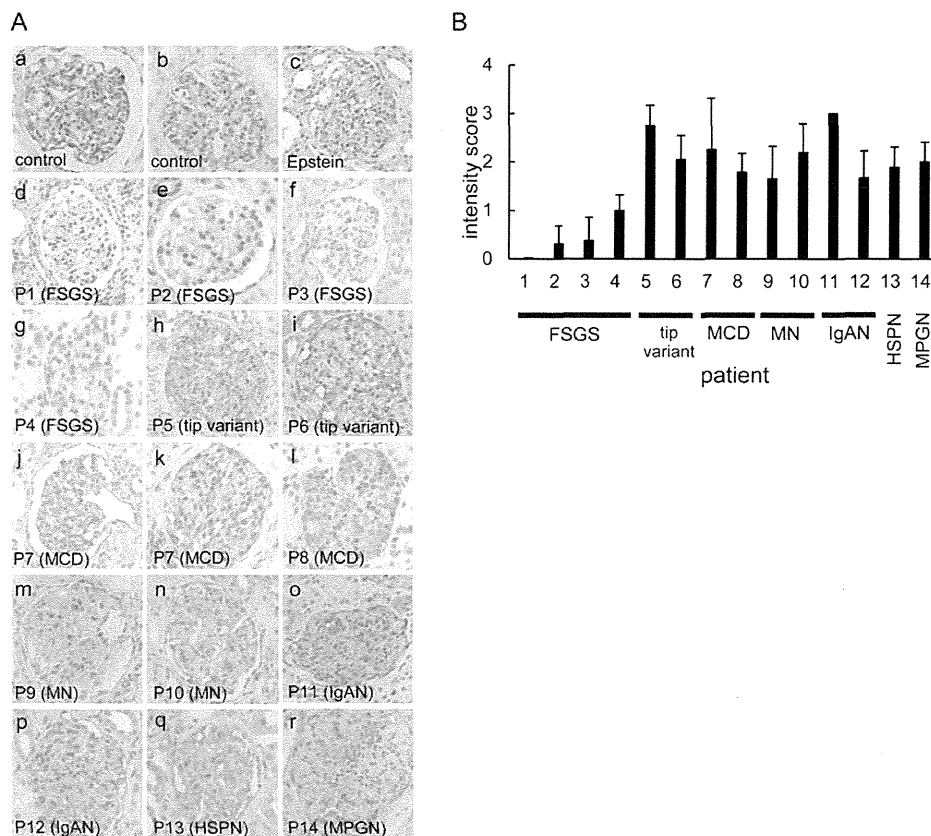 A
a
b
c
control
control
Epstein
d
e
f
P1 (FSGS)
P2 (FSGS)
P3 (FSGS)
g
h
i
P4 (FSGS)
P5 (tip variant)
P6 (tip variant)
j
k
l
P7 (MCD)
P7 (MCD)
P8 (MCD)
m
n
o
P9 (MN)
P10 (MN)
P11 (IgAN)
p
q
r
P12 (IgAN)
P13 (HSPN)
P14 (MPGN)
B
intensity score
4
3
2
1
0
1 2 3 4 5 6 7 8 9 10 11 12 13 14
FSGS
tip
variant
MCD
MN
IgAN
HSPN
MPGN
patient